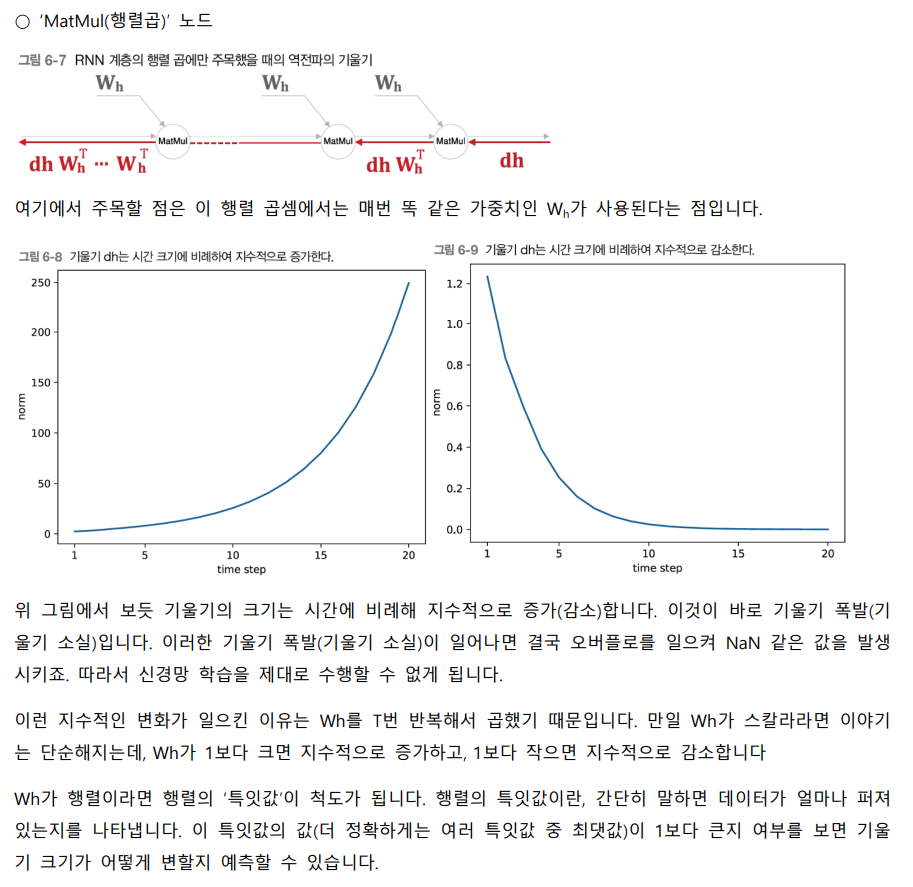 ○ ‘MatMul(행렬곱)’ 노드
그림 6-7 RNN 계층의 행렬 곱에만 주목했을 때의 역전파의 기울기
Wh Wh Wh
MatMul MatMul MatMul
dh Wh^T ··· Wh^T dh Wh^T dh
여기에서 주목할 점은 이 행렬 곱셈에서는 매번 똑 같은 가중치인 Wh가 사용된다는 점입니다.
그림 6-8 기울기 dh는 시간 크기에 비례하여 지수적으로 증가한다.
250
200
150
100
50
0
norm
1 5 10 15 20
time step
그림 6-9 기울기 dh는 시간 크기에 비례하여 지수적으로 감소한다.
1.2
1.0
0.8
0.6
0.4
0.2
0.0
norm
1 5 10 15 20
time step
위 그림에서 보듯 기울기의 크기는 시간에 비례해 지수적으로 증가(감소)합니다. 이것이 바로 기울기 폭발(기
울기 소실)입니다. 이러한 기울기 폭발(기울기 소실)이 일어나면 결국 오버플로를 일으켜 NaN 같은 값을 발생
시키죠. 따라서 신경망 학습을 제대로 수행할 수 없게 됩니다.
이런 지수적인 변화가 일으킨 이유는 Wh를 T번 반복해서 곱했기 때문입니다. 만일 Wh가 스칼라라면 이야기
는 단순해지는데, Wh가 1보다 크면 지수적으로 증가하고, 1보다 작으면 지수적으로 감소합니다
Wh가 행렬이라면 행렬의 ‘특잇값’이 척도가 됩니다. 행렬의 특잇값이란, 간단히 말하면 데이터가 얼마나 퍼져
있는지를 나타냅니다. 이 특잇값의 값(더 정확하게는 여러 특잇값 중 최댓값)이 1보다 큰지 여부를 보면 기울
기 크기가 어떻게 변할지 예측할 수 있습니다.